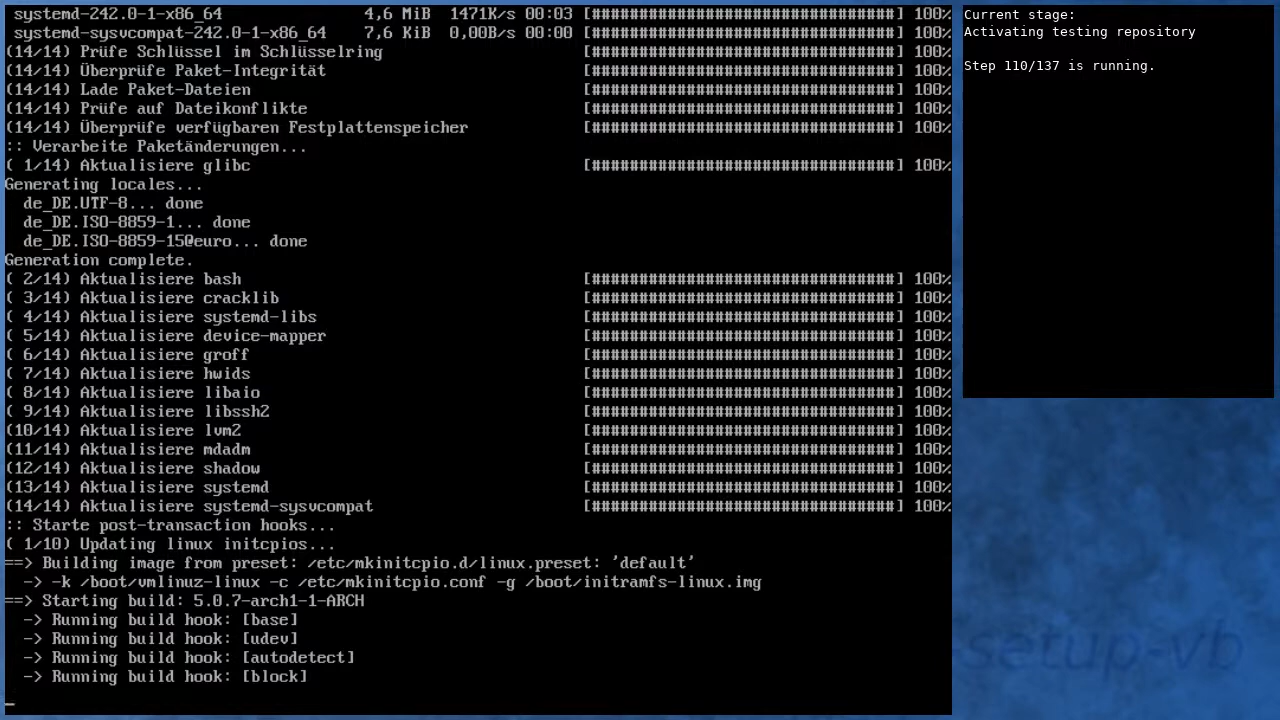 systemd-242.0-1-x86_64 4,6 MiB 1471K/s 00:03 [################################] 100%
systemd-sysvcompat-242.0-1-x86_64 7,6 KiB 0,00B/s 00:00 [################################] 100%
(14/14) Prüfe Schlüssel im Schlüsselring [################################] 100%
(14/14) Überprüfe Paket-Integrität [################################] 100%
(14/14) Lade Paket-Dateien [################################] 100%
(14/14) Prüfe auf Dateikonflikte [################################] 100%
(14/14) Überprüfe verfügbaren Festplattenspeicher [################################] 100%
:: Verarbeite Paketänderungen...
( 1/14) Aktualisiere glibc [################################] 100%
Generating locales...
de_DE.UTF-8... done
de_DE.ISO-8859-1... done
de_DE.ISO-8859-15@euro... done
Generation complete.
( 2/14) Aktualisiere bash [################################] 100%
( 3/14) Aktualisiere cracklib [################################] 100%
( 4/14) Aktualisiere systemd-libs [################################] 100%
( 5/14) Aktualisiere device-mapper [################################] 100%
( 6/14) Aktualisiere groff [################################] 100%
( 7/14) Aktualisiere hwids [################################] 100%
( 8/14) Aktualisiere libaio [################################] 100%
( 9/14) Aktualisiere libssh2 [################################] 100%
(10/14) Aktualisiere lvm2 [################################] 100%
(11/14) Aktualisiere mdadm [################################] 100%
(12/14) Aktualisiere shadow [################################] 100%
(13/14) Aktualisiere systemd [################################] 100%
(14/14) Aktualisiere systemd-sysvcompat [################################] 100%
:: Starte post-transaction hooks...
( 1/10) Updating linux initcpios...
==> Building image from preset: /etc/mkinitcpio.d/linux.preset: 'default'
-> -k /boot/vmlinuz-linux -c /etc/mkinitcpio.conf -g /boot/initramfs-linux.img
==> Starting build: 5.0.7-arch1-1-ARCH
-> Running build hook: [base]
-> Running build hook: [udev]
-> Running build hook: [autodetect]
-> Running build hook: [block]
_
Current stage:
Activating testing repository
Step 110/137 is running.
-setup-vb